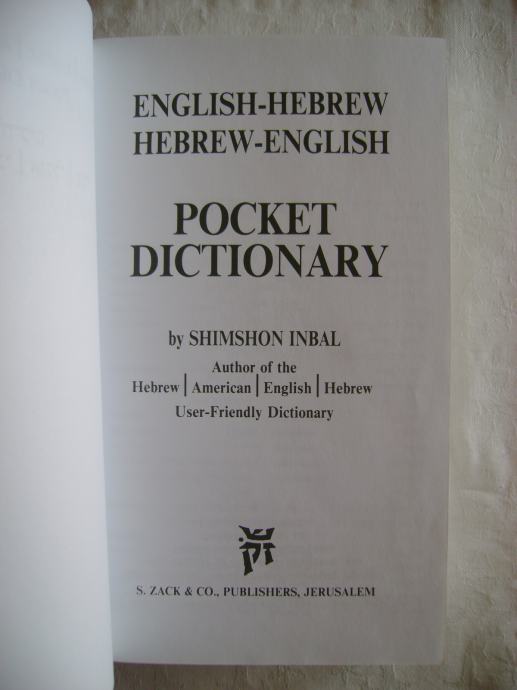 ENGLISH-HEBREW
HEBREW-ENGLISH
POCKET
DICTIONARY
by SHIMSHON INBAL
Author of the
Hebrew | American | English | Hebrew
User-Friendly Dictionary
S. ZACK & CO., PUBLISHERS, JERUSALEM